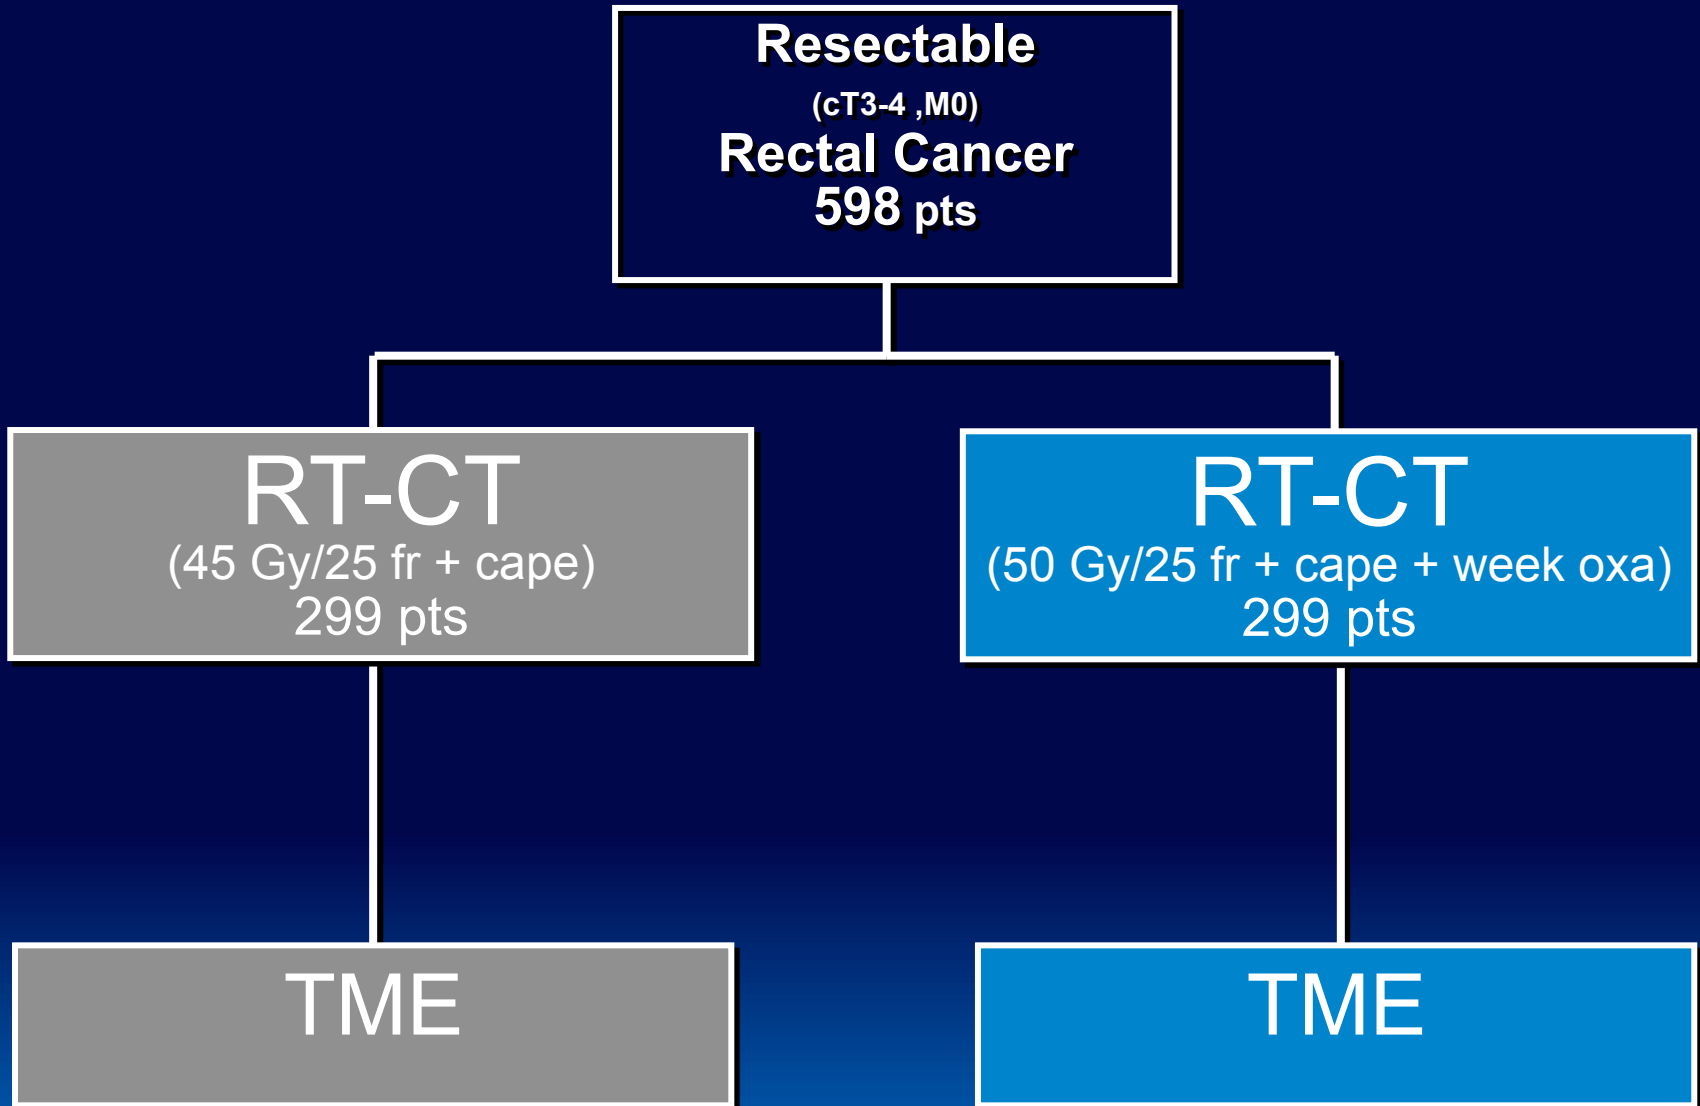 Resectable
(cT3-4 ,M0)
Rectal Cancer
598 pts
RT-CT
(45 Gy/25 fr + cape)
299 pts
RT-CT
(50 Gy/25 fr + cape + week oxa)
299 pts
TME
TME